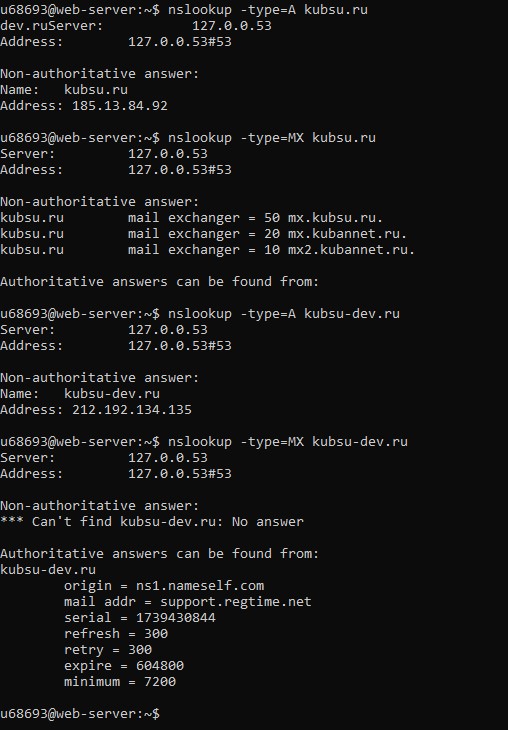 u68693@web-server:~$ nslookup -type=A kubsu.ru
dev.ruServer:           127.0.0.53
Address:        127.0.0.53#53
Non-authoritative answer:
Name:   kubsu.ru
Address: 185.13.84.92
u68693@web-server:~$ nslookup -type=MX kubsu.ru
Server:         127.0.0.53
Address:        127.0.0.53#53
Non-authoritative answer:
kubsu.ru        mail exchanger = 50 mx.kubsu.ru.
kubsu.ru        mail exchanger = 20 mx.kubannet.ru.
kubsu.ru        mail exchanger = 10 mx2.kubannet.ru.
Authoritative answers can be found from:
u68693@web-server:~$ nslookup -type=A kubsu-dev.ru
Server:         127.0.0.53
Address:        127.0.0.53#53
Non-authoritative answer:
Name:   kubsu-dev.ru
Address: 212.192.134.135
u68693@web-server:~$ nslookup -type=MX kubsu-dev.ru
Server:         127.0.0.53
Address:        127.0.0.53#53
Non-authoritative answer:
*** Can't find kubsu-dev.ru: No answer
Authoritative answers can be found from:
kubsu-dev.ru
        origin = ns1.nameself.com
        mail addr = support.regtime.net
        serial = 1739430844
        refresh = 300
        retry = 300
        expire = 604800
        minimum = 7200
u68693@web-server:~$